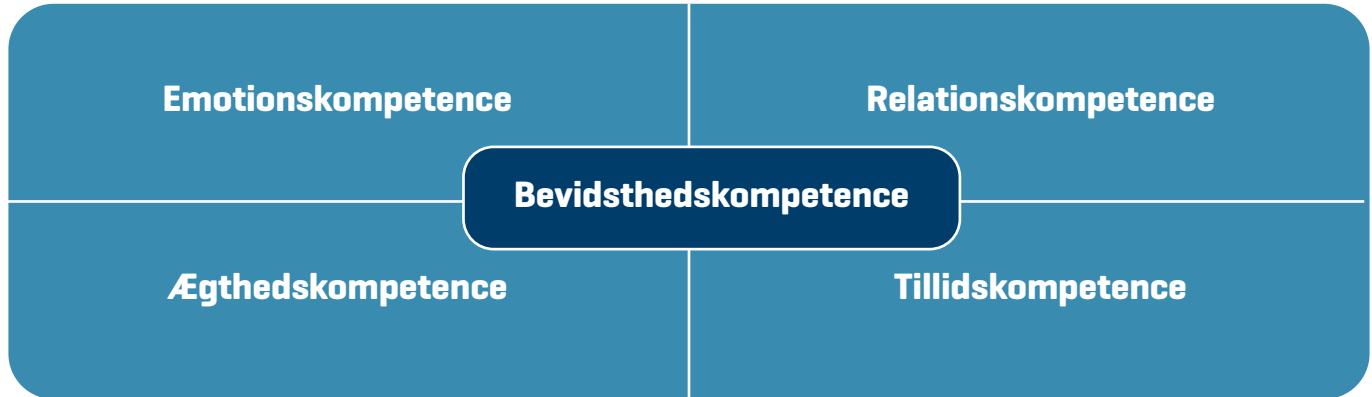 Emotionskompetence
Relationskompetence
Bevidsthedskompetence
Ægthedskompetence
Tillidskompetence